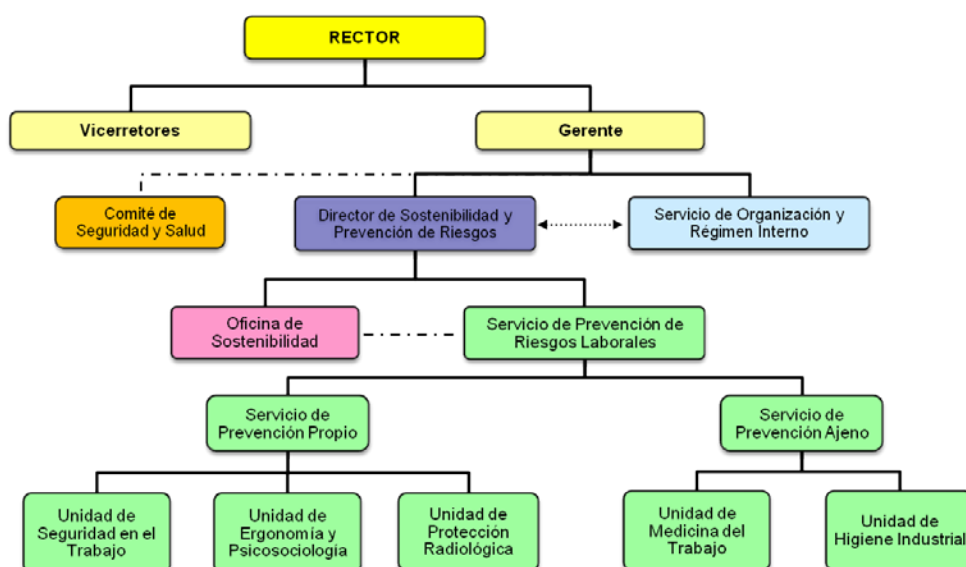 RECTOR
Vicerretores
Gerente
Comité de
Seguridad y Salud
Director de Sostenibilidad y
Prevención de Riesgos
Servicio de Organización y
Régimen Interno
Oficina de
Sostenibilidad
Servicio de Prevención de
Riesgos Laborales
Servicio de
Prevención Propio
Servicio de
Prevención Ajeno
Unidad de
Seguridad en el
Trabajo
Unidad de
Ergonomía y
Psicosociología
Unidad de
Protección
Radiológica
Unidad de
Medicina del
Trabajo
Unidad de
Higiene Industrial